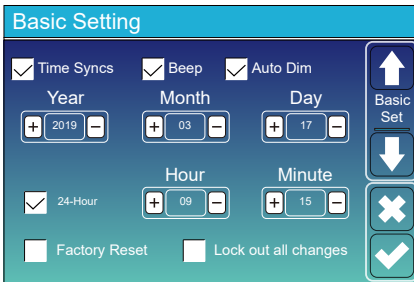 Basic Setting
Time Syncs Beep Auto Dim
Year Month Day
+ 2019 − + 03 − + 17 −
Basic
Set
Hour Minute
24-Hour + 09 − + 15 −
Factory Reset Lock out all changes